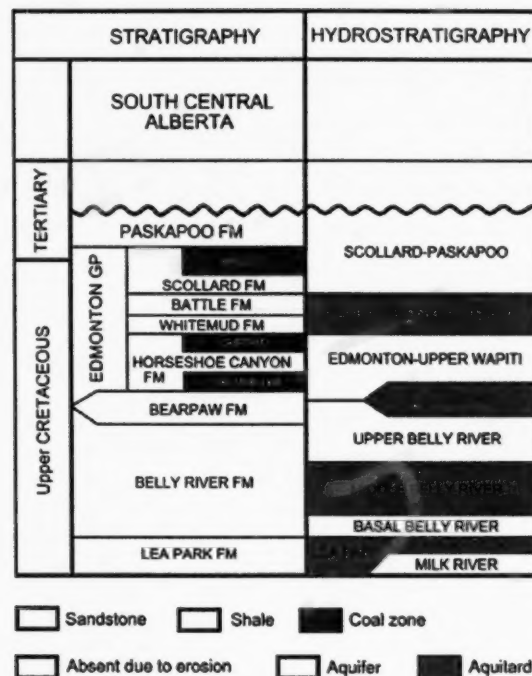 STRATIGRAPHY
HYDROSTRATIGRAPHY
SOUTH CENTRAL
ALBERTA
TERTIARY
PASKAPOO FM
SCOLLARD-PASKAPOO
Upper CRETACEOUS
EDMONTON GP
SCOLLARD FM
BATTLE FM
WHITEMUD FM
HORSESHOE CANYON
FM
EDMONTON-UPPER WAPITI
BEARPAW FM
UPPER BELLY RIVER
BELLY RIVER FM
BASAL BELLY RIVER
LEA PARK FM
MILK RIVER
Sandstone
Shale
Coal zone
Absent due to erosion
Aquifer
Aquitard